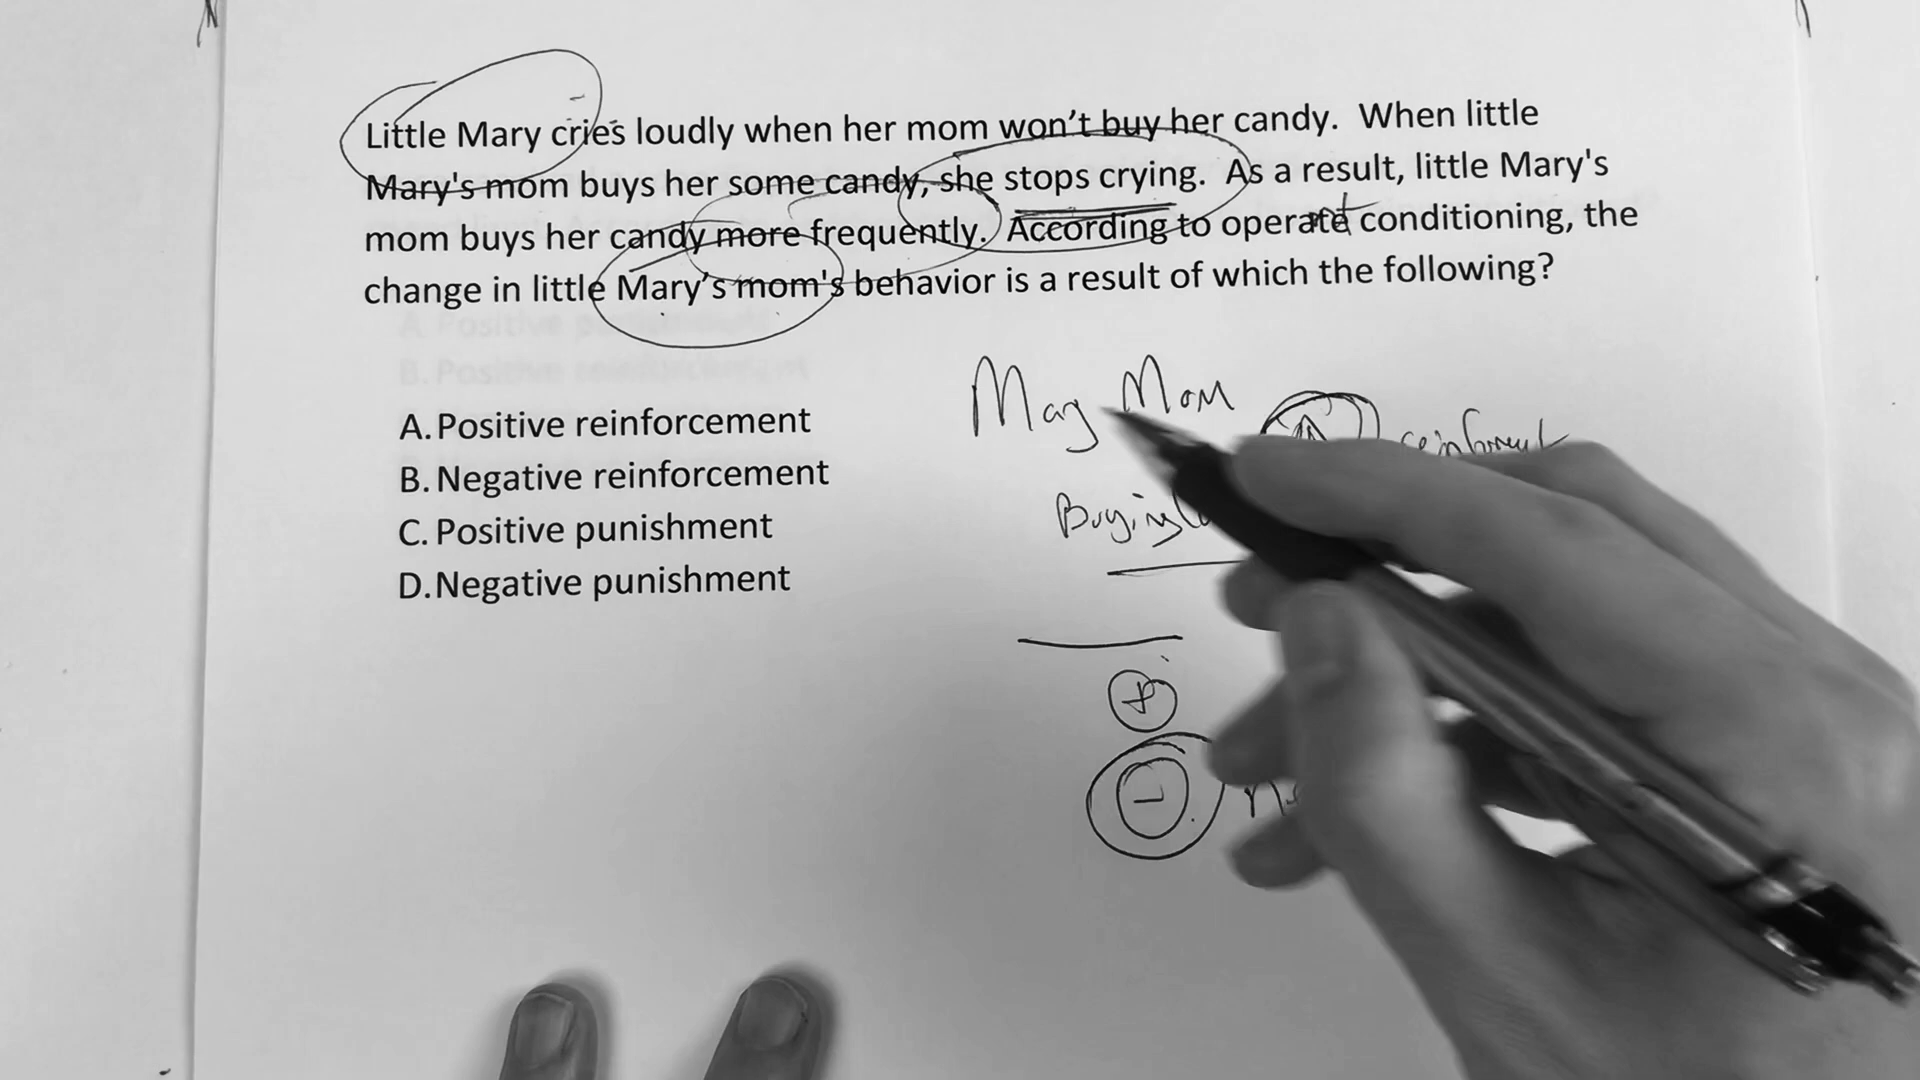 Little Mary cries loudly when her mom won't buy her candy. When little
Mary's mom buys her some candy, she stops crying. As a result, little Mary's
mom buys her candy more frequently. According to operant conditioning, the
change in little Mary's mom's behavior is a result of which the following?
A. Positive reinforcement
B. Negative reinforcement
C. Positive punishment
D. Negative punishment
Mary Mom
reinforcement
Buying
+
-